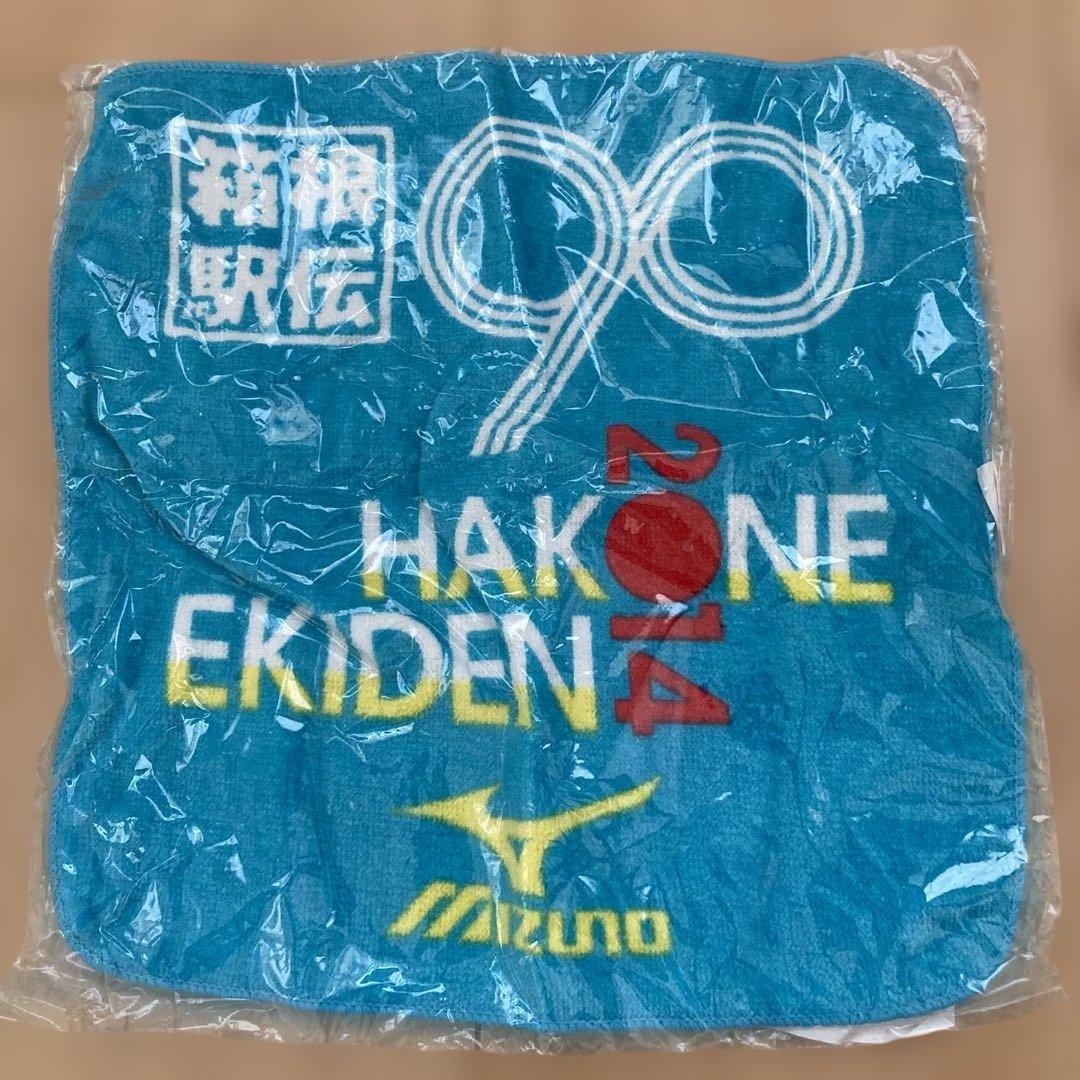 箱根
駅伝
90
HAKONE
EKIDEN
2014
MIZUNO